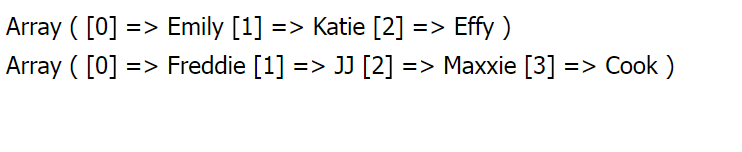 Array ( [0] => Emily [1] => Katie [2] => Effy )
Array ( [0] => Freddie [1] => JJ [2] => Maxxie [3] => Cook )